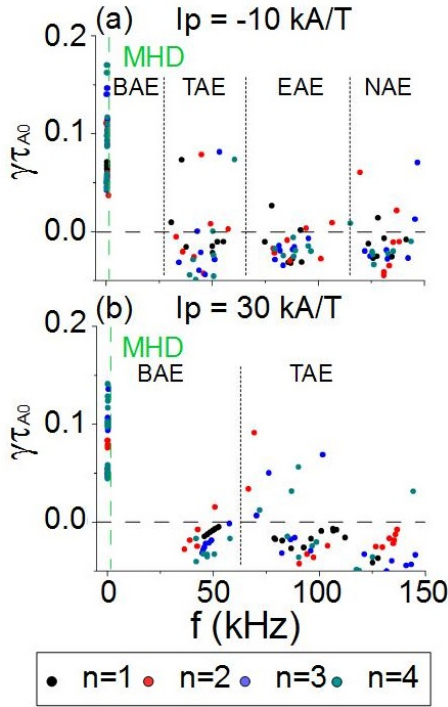 (a) Ip = -10 kA/T
0.2
MHD
BAE TAE EAE NAE
0.1
γτA0
0.0
(b) Ip = 30 kA/T
0.2
MHD
BAE TAE
0.1
γτA0
0.0
0 50 100 150
f (kHz)
n=1 n=2 n=3 n=4